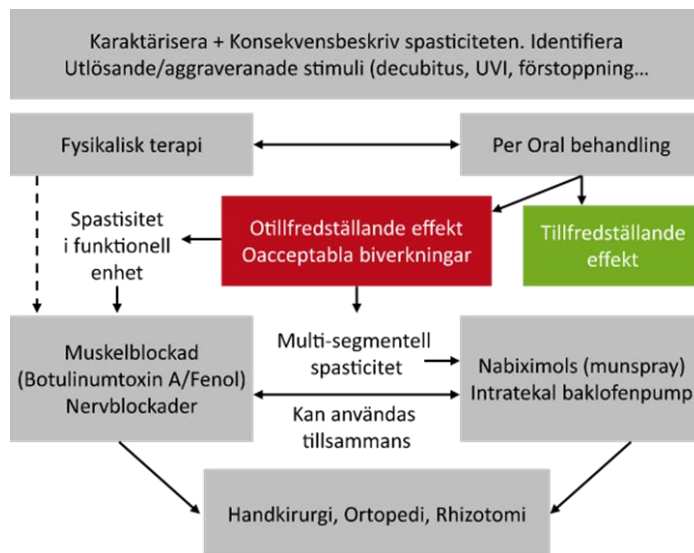 Karaktärisera + Konsekvensbeskriv spasticiteten. Identifiera
Utlösande/aggraveranade stimuli (decubitus, UVI, förstoppning…
Fysikalisk terapi
Per Oral behandling
Spastisitet
i funktionell
enhet
Otillfredställande effekt
Oacceptabla biverkningar
Tillfredställande
effekt
Muskelblockad
(Botulinumtoxin A/Fenol)
Nervblockader
Multi-segmentell
spasticitet
Kan användas
tillsammans
Nabiximols (munspray)
Intratekal baklofenpump
Handkirurgi, Ortopedi, Rhizotomi